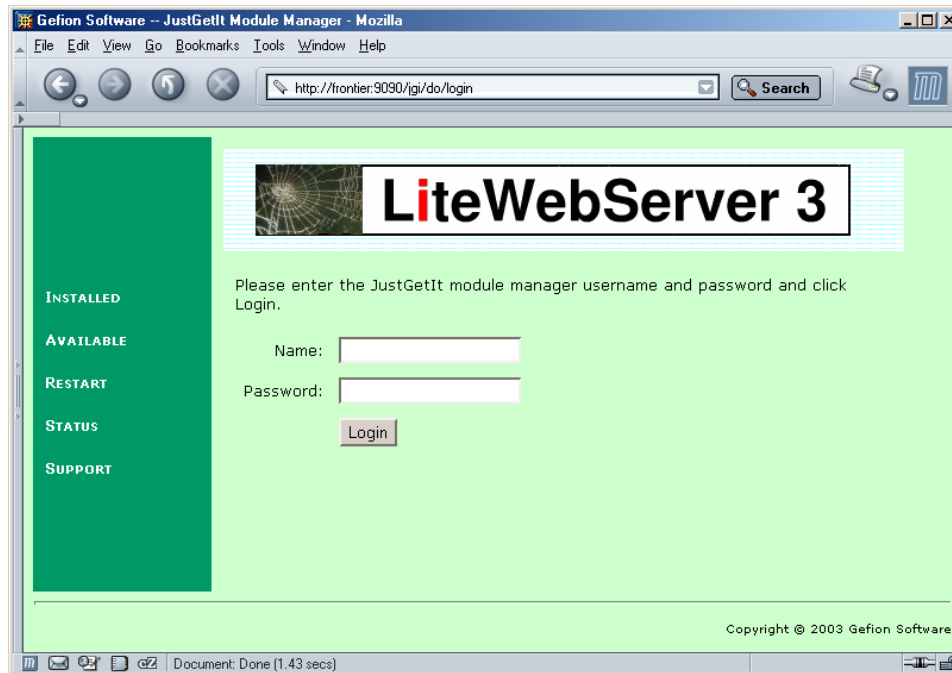 Gefion Software -- JustGetIt Module Manager - Mozilla
File Edit View Go Bookmarks Tools Window Help
http://frontier:9090/jgi/do/login
Search
LiteWebServer 3
Please enter the JustGetIt module manager username and password and click
Login.
INSTALLED
AVAILABLE
RESTART
STATUS
SUPPORT
Name:
Password:
Login
Copyright © 2003 Gefion Software
Document: Done (1.43 secs)